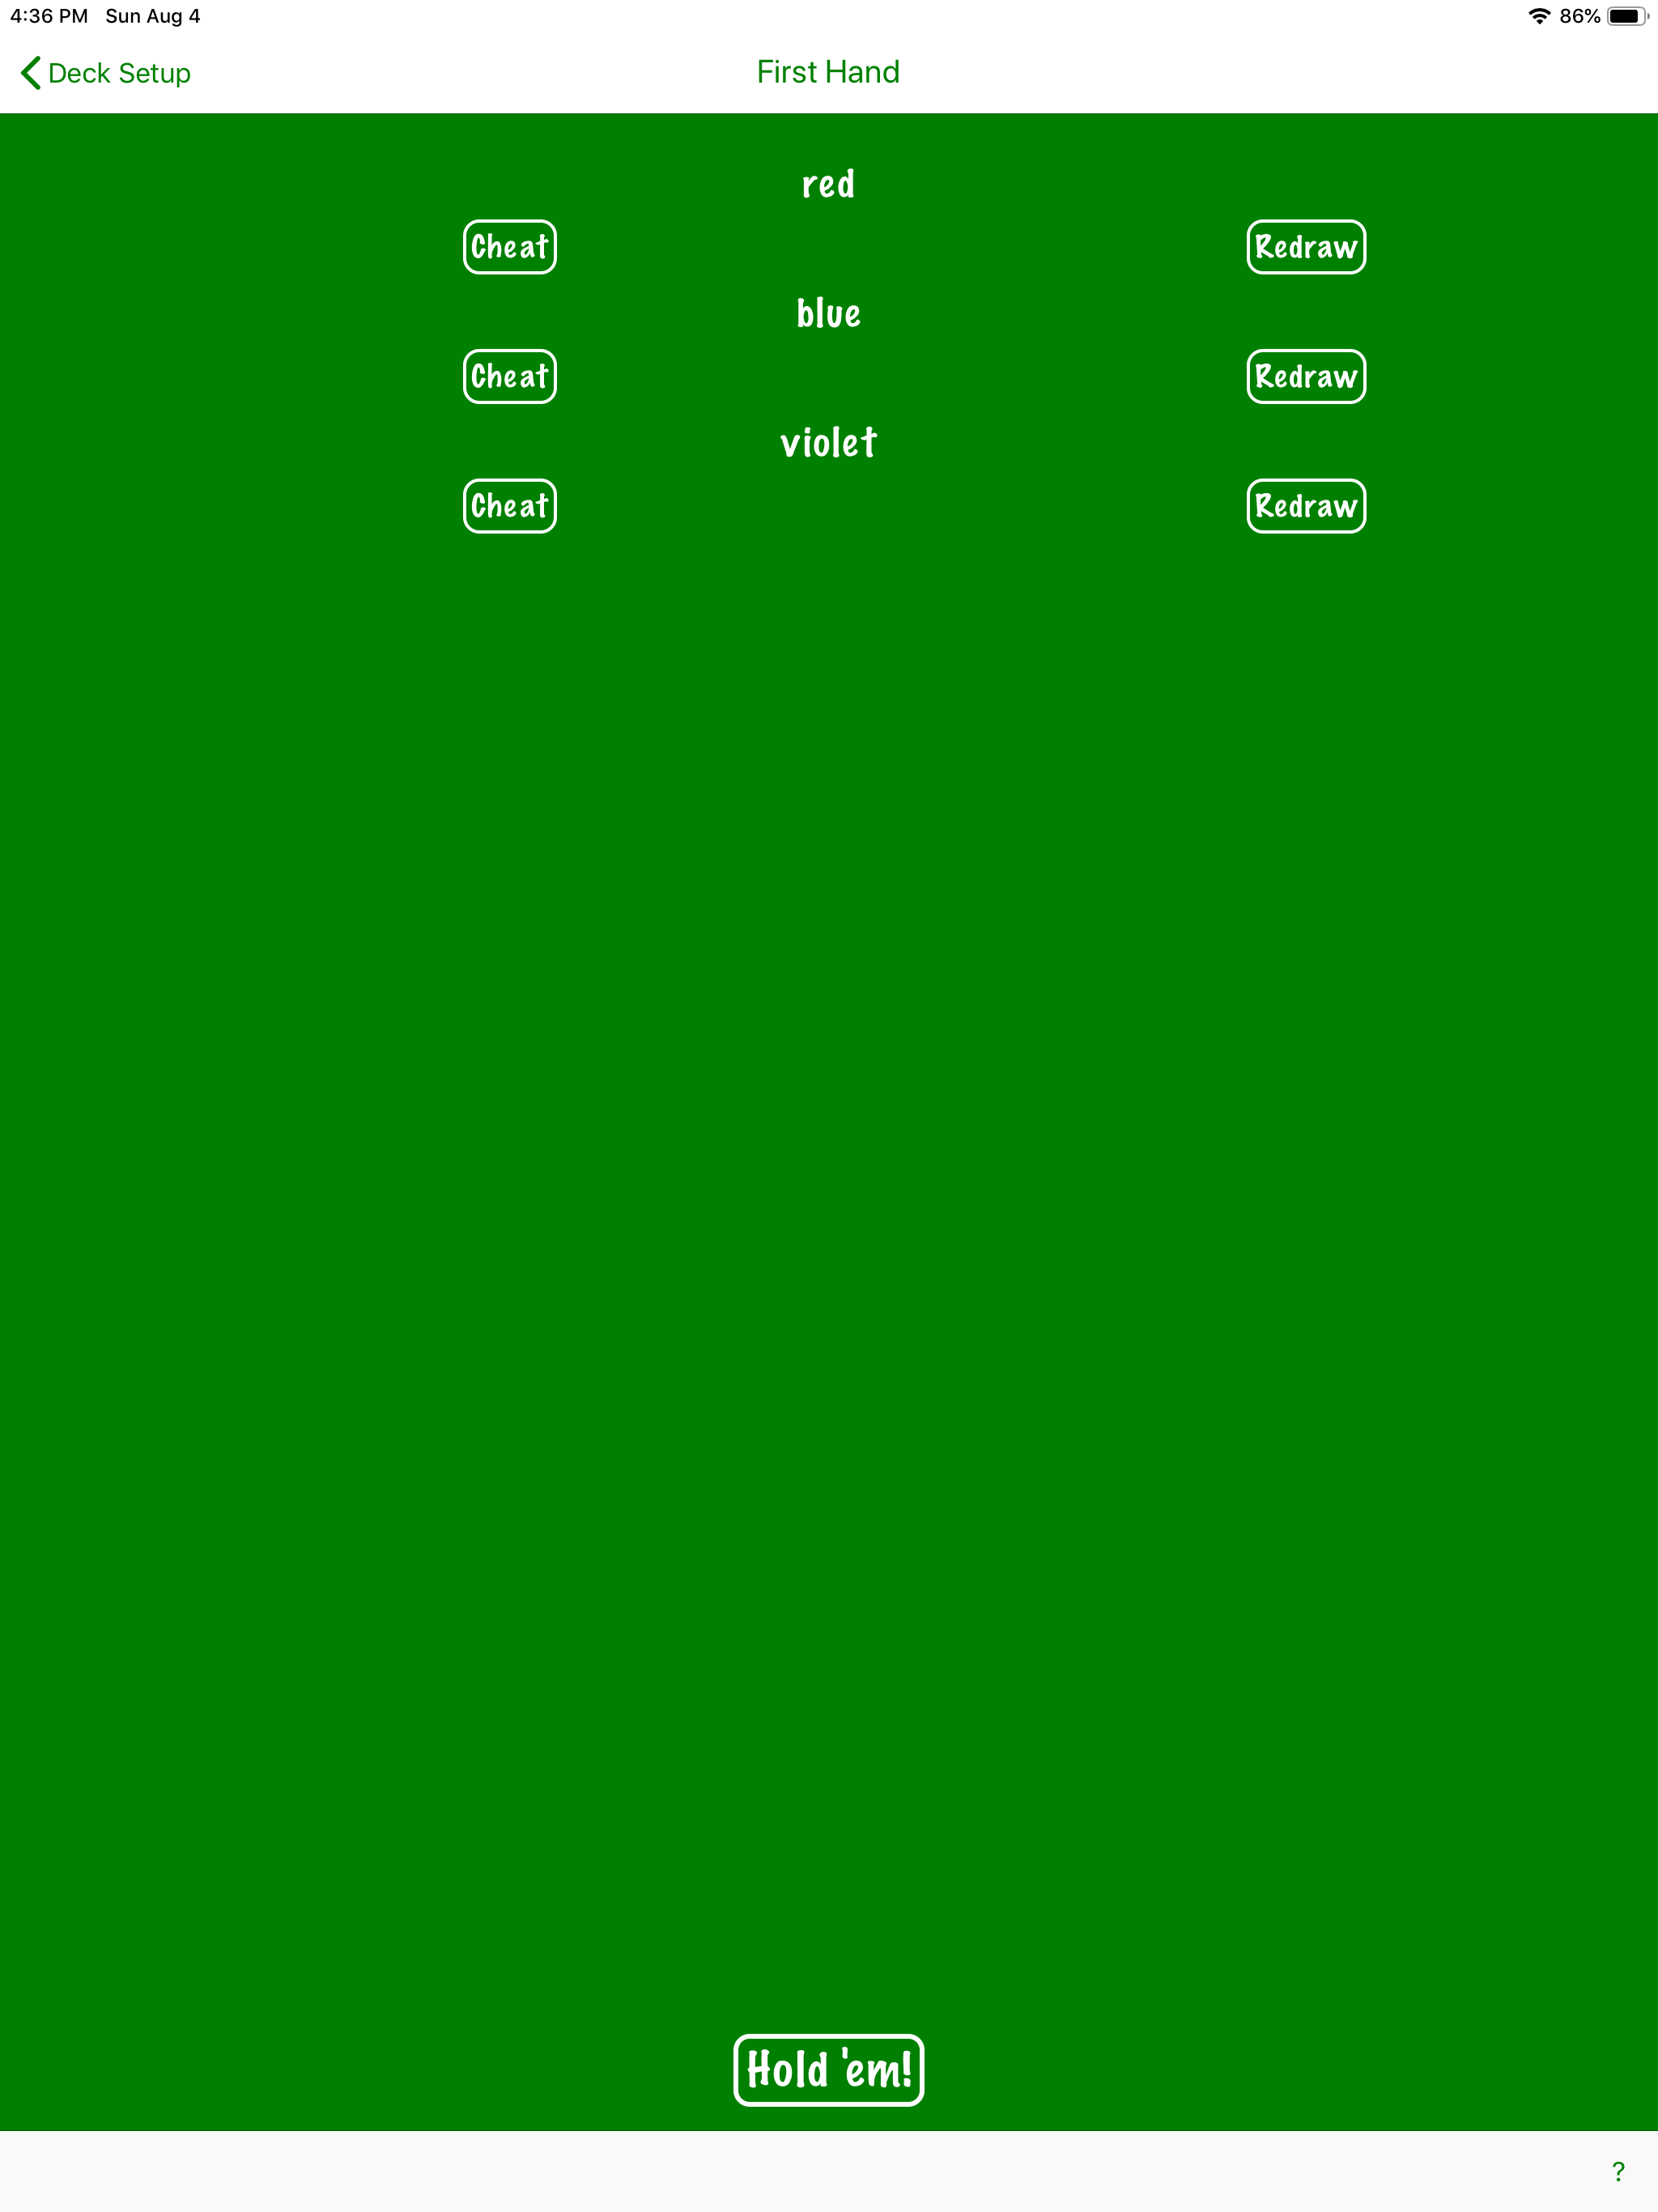 4:36 PM Sun Aug 4 86%
Deck Setup First Hand
red
Cheat Redraw
blue
Cheat Redraw
violet
Cheat Redraw
Hold 'em!
?